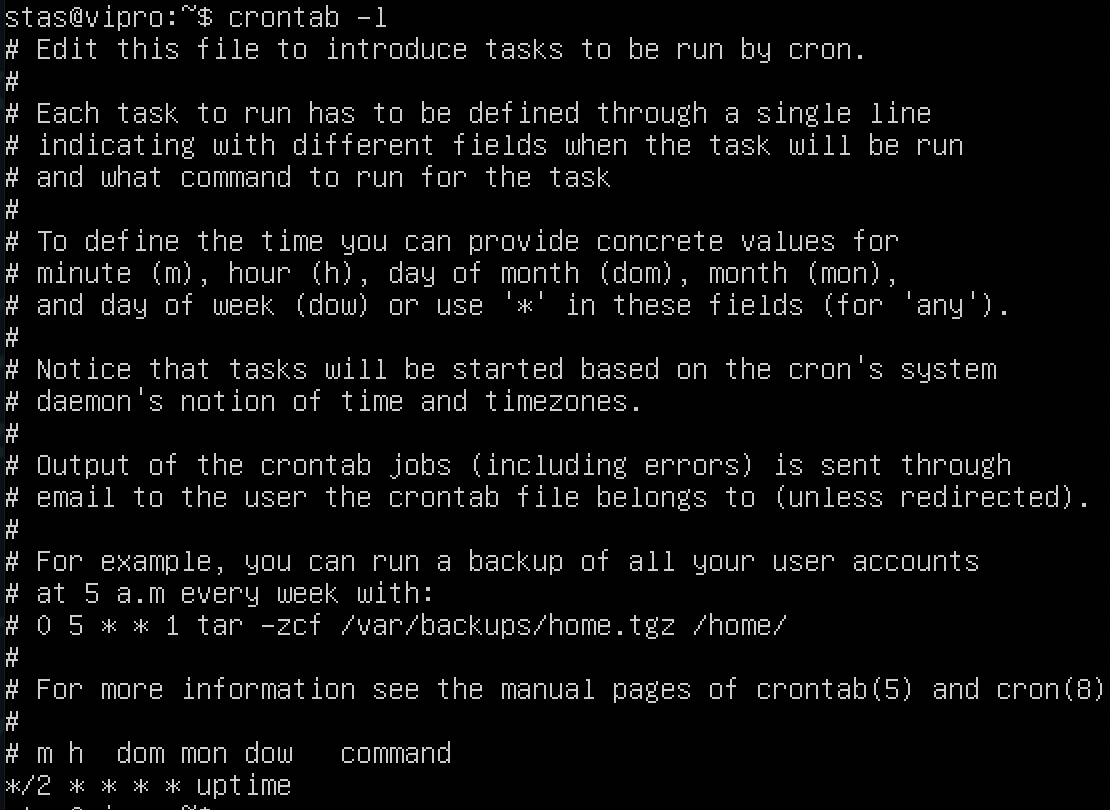 stas@vipro:~$ crontab -l
# Edit this file to introduce tasks to be run by cron.
#
# Each task to run has to be defined through a single line
# indicating with different fields when the task will be run
# and what command to run for the task
#
# To define the time you can provide concrete values for
# minute (m), hour (h), day of month (dom), month (mon),
# and day of week (dow) or use '*' in these fields (for 'any').
#
# Notice that tasks will be started based on the cron's system
# daemon's notion of time and timezones.
#
# Output of the crontab jobs (including errors) is sent through
# email to the user the crontab file belongs to (unless redirected).
#
# For example, you can run a backup of all your user accounts
# at 5 a.m every week with:
# 0 5 * * 1 tar -zcf /var/backups/home.tgz /home/
#
# For more information see the manual pages of crontab(5) and cron(8)
#
# m h  dom mon dow   command
*/2 * * * * uptime